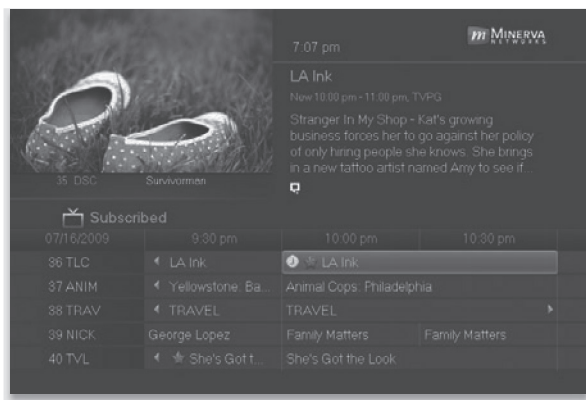 7:07 pm
m MINERVA
NETWORKS
LA Ink
New 10:00 pm - 11:00 pm, TVPG
Stranger In My Shop - Kat's growing
business forces her to go against her policy
of only hiring people she knows. She brings
in a new tattoo artist named Amy to see if...
35 DSC Survivorman
Subscribed
07/16/2009 9:30 pm 10:00 pm 10:30 pm
36 TLC LA Ink LA Ink
37 ANIM Yellowstone: Ba... Animal Cops: Philadelphia
38 TRAV TRAVEL TRAVEL
39 NICK George Lopez Family Matters Family Matters
40 TVL She's Got t... She's Got the Look